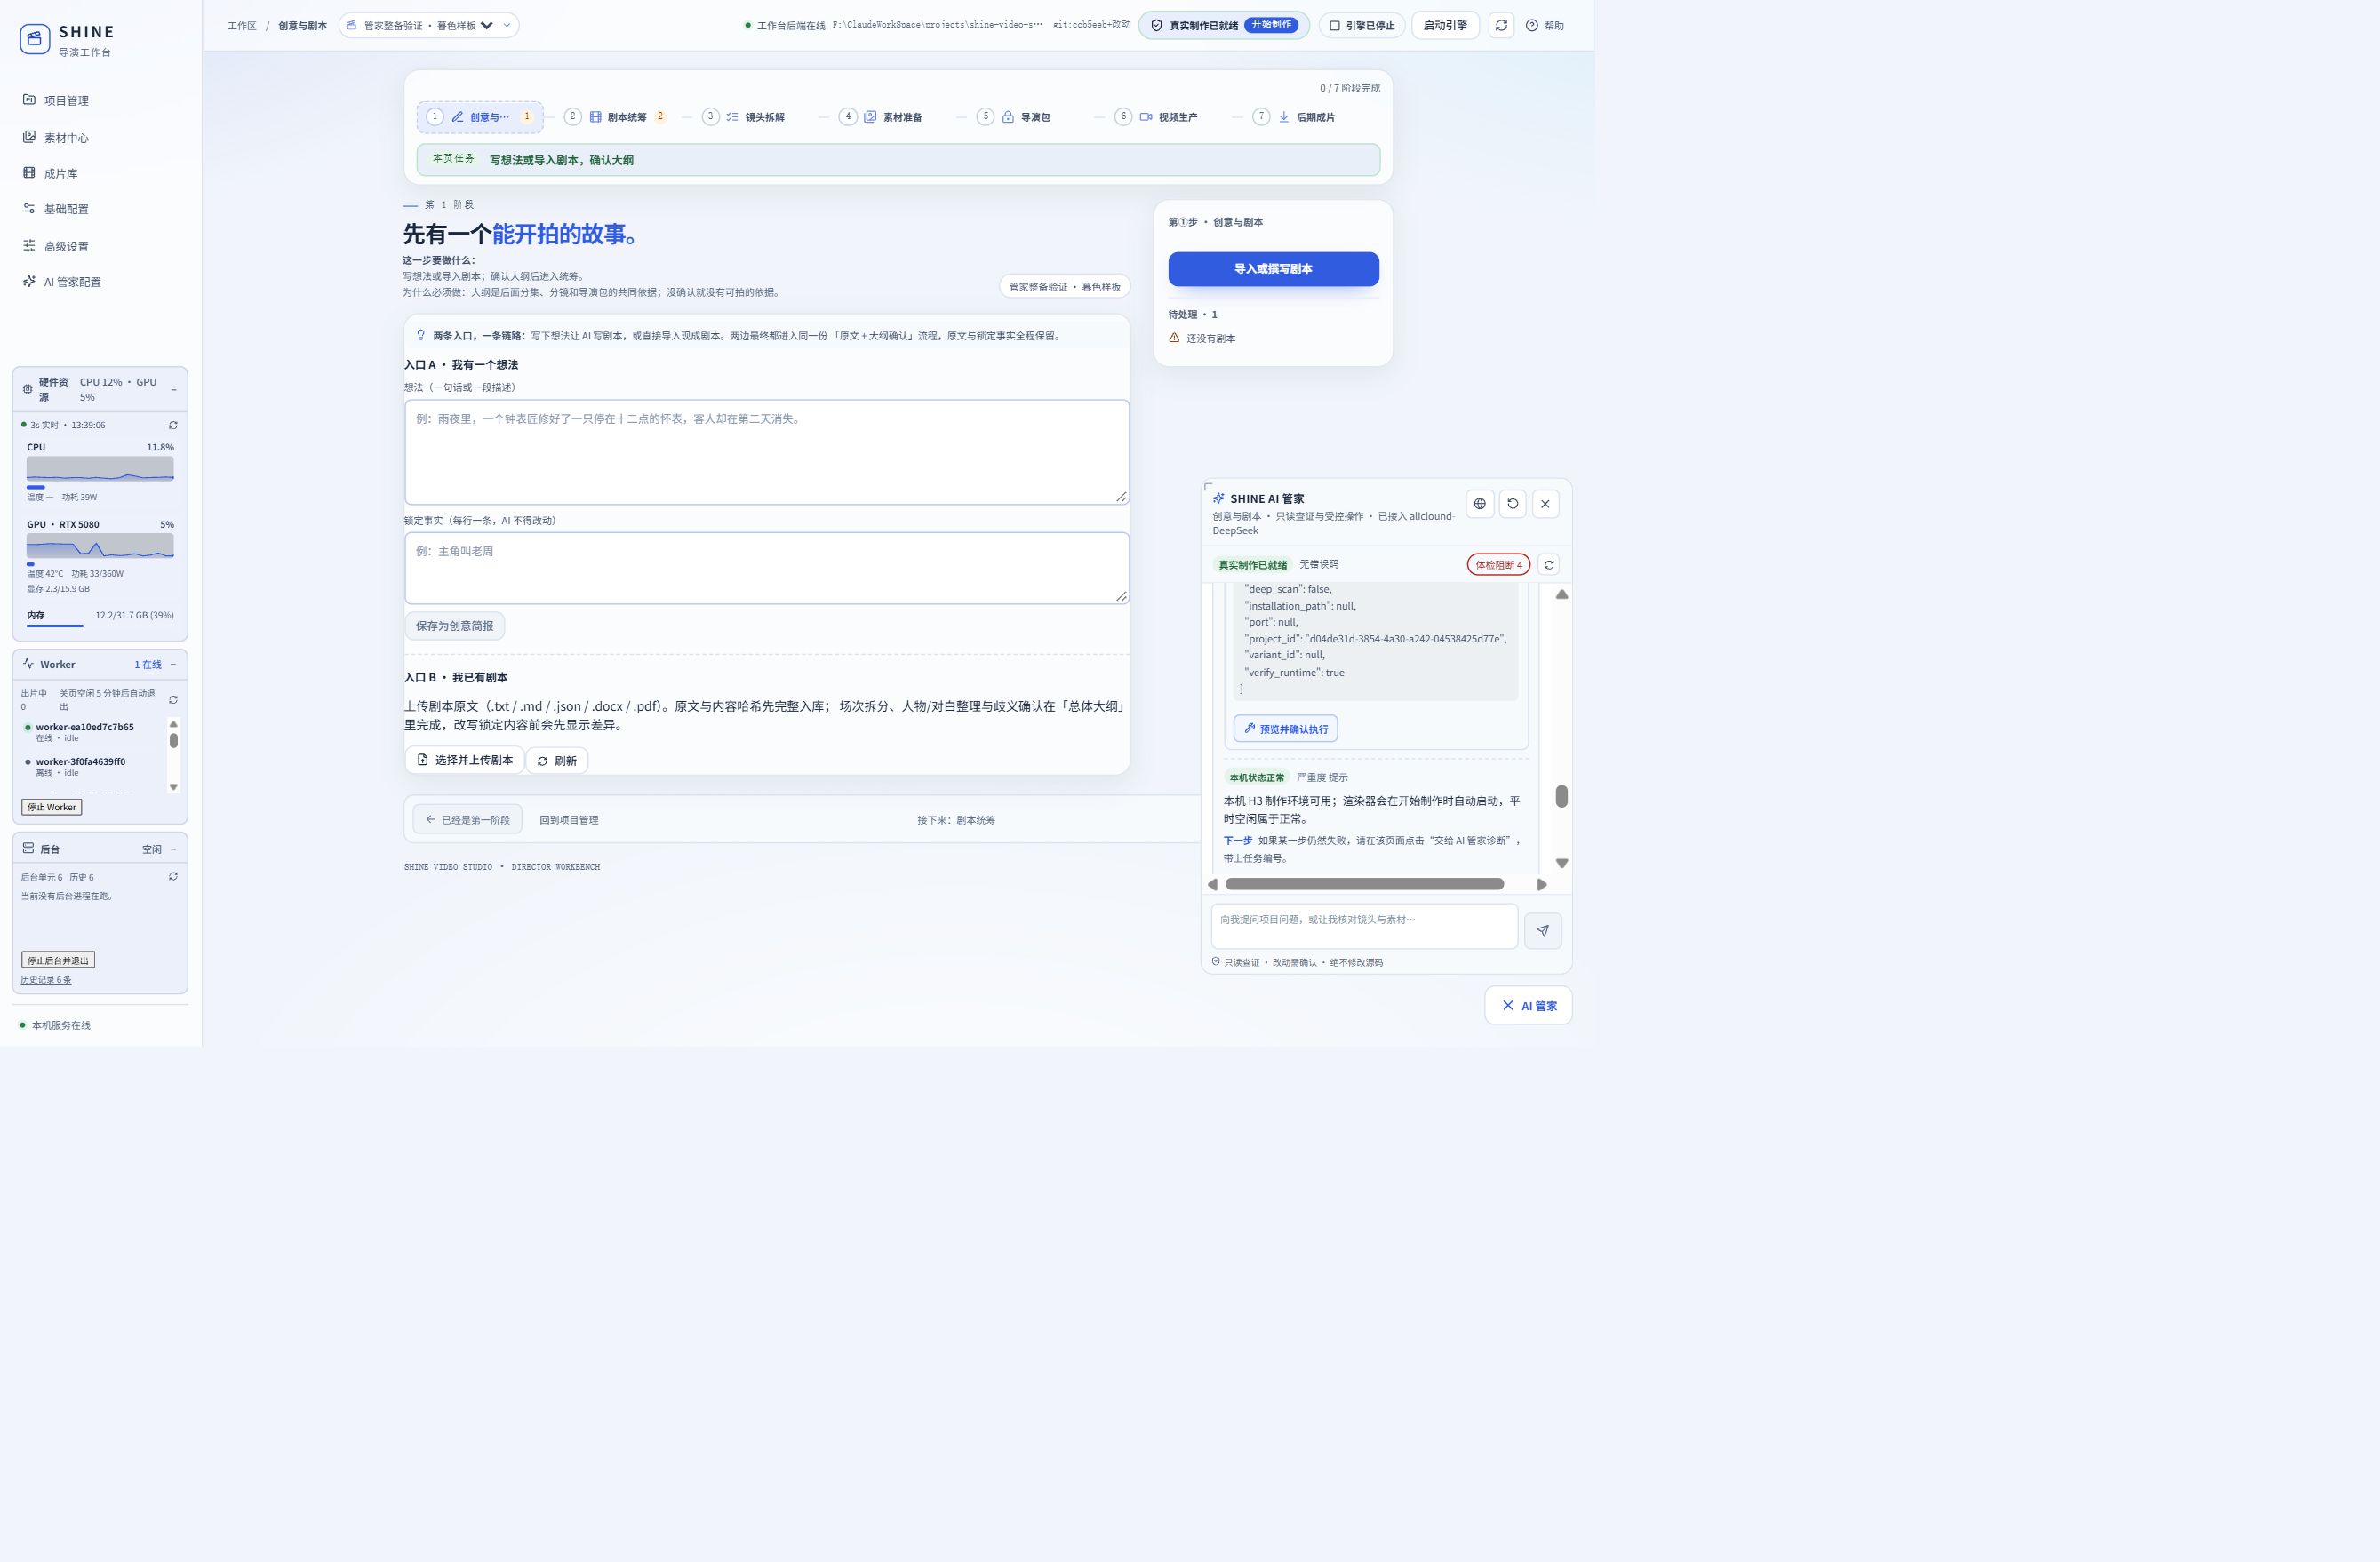 SHINE
导演工作台
项目管理
素材中心
成片库
基础配置
高级设置
AI 管家配置
硬件资源
CPU 12% · GPU 5%
3s 实时 · 13:39:06
CPU 11.8%
温度 — 功耗 39W
GPU · RTX 5080 5%
温度 42°C 功耗 33/360W
显存 2.3/15.9 GB
内存 12.2/31.7 GB (39%)
Worker 1 在线
出片中 0
关页空闲 5 分钟后自动退出
worker-ea10ed7c7b65
在线 · idle
worker-3f0fa4639ff0
离线 · idle
停止 Worker
后台 空闲
后台单元 6 历史 6
当前没有后台进程在跑。
停止后台并退出
历史记录 6 条
本机服务在线
工作区 / 创意与剧本 管家整备验证 · 暮色样板
工作台后端在线 F:\ClaudeWorkSpace\projects\shine-video-s… git:ccb5eeb+改动
真实制作已就绪 开始制作
引擎已停止
启动引擎
帮助
0 / 7 阶段完成
1 创意与… 1
2 剧本统筹 2
3 镜头拆解
4 素材准备
5 导演包
6 视频生产
7 后期成片
本页任务 写想法或导入剧本，确认大纲
第 1 阶段
先有一个能开拍的故事。
这一步要做什么：
写想法或导入剧本；确认大纲后进入统筹。
为什么必须做：大纲是后面分集、分镜和导演包的共同依据；没确认就没有可拍的依据。
管家整备验证 · 暮色样板
两条入口，一条链路：写下想法让 AI 写剧本，或直接导入现成剧本。两边最终都进入同一份「原文 + 大纲确认」流程，原文与锁定事实全程保留。
入口 A · 我有一个想法
想法（一句话或一段描述）
例：雨夜里，一个钟表匠修好了一只停在十二点的怀表，客人却在第二天消失。
锁定事实（每行一条，AI 不得改动）
例：主角叫老周
保存为创意简报
入口 B · 我已有剧本
上传剧本原文（.txt / .md / .json / .docx / .pdf）。原文与内容哈希先完整入库； 场次拆分、人物/对白整理与歧义确认在「总体大纲」
里完成，改写锁定内容前会先显示差异。
选择并上传剧本
刷新
已经是第一阶段
回到项目管理
接下来：剧本统筹
SHINE VIDEO STUDIO · DIRECTOR WORKBENCH
第①步 · 创意与剧本
导入或撰写剧本
待处理 · 1
还没有剧本
SHINE AI 管家
创意与剧本 · 只读查证与受控操作 · 已接入 aliclound-
DeepSeek
真实制作已就绪 无错误码
体检阻断 4
"deep_scan": false,
"installation_path": null,
"port": null,
"project_id": "d04de31d-3854-4a30-a242-04538425d77e",
"variant_id": null,
"verify_runtime": true
}
预览并确认执行
本机状态正常 严重度 提示
本机 H3 制作环境可用；渲染器会在开始制作时自动启动，平
时空闲属于正常。
下一步 如果某一步仍然失败，请在该页面点击“交给 AI 管家诊断”，
带上任务编号。
向我提问项目问题，或让我核对镜头与素材…
只读查证 · 改动需确认 · 绝不修改源码
AI 管家